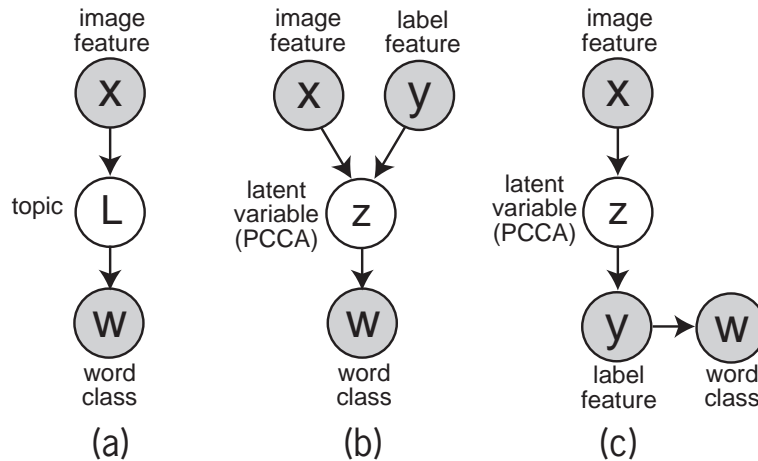 image
feature
x
topic
L
w
word
class
(a)
image
feature
label
feature
x
y
latent
variable
(PCCA)
z
w
word
class
(b)
image
feature
x
latent
variable
(PCCA)
z
y
w
label
feature
word
class
(c)